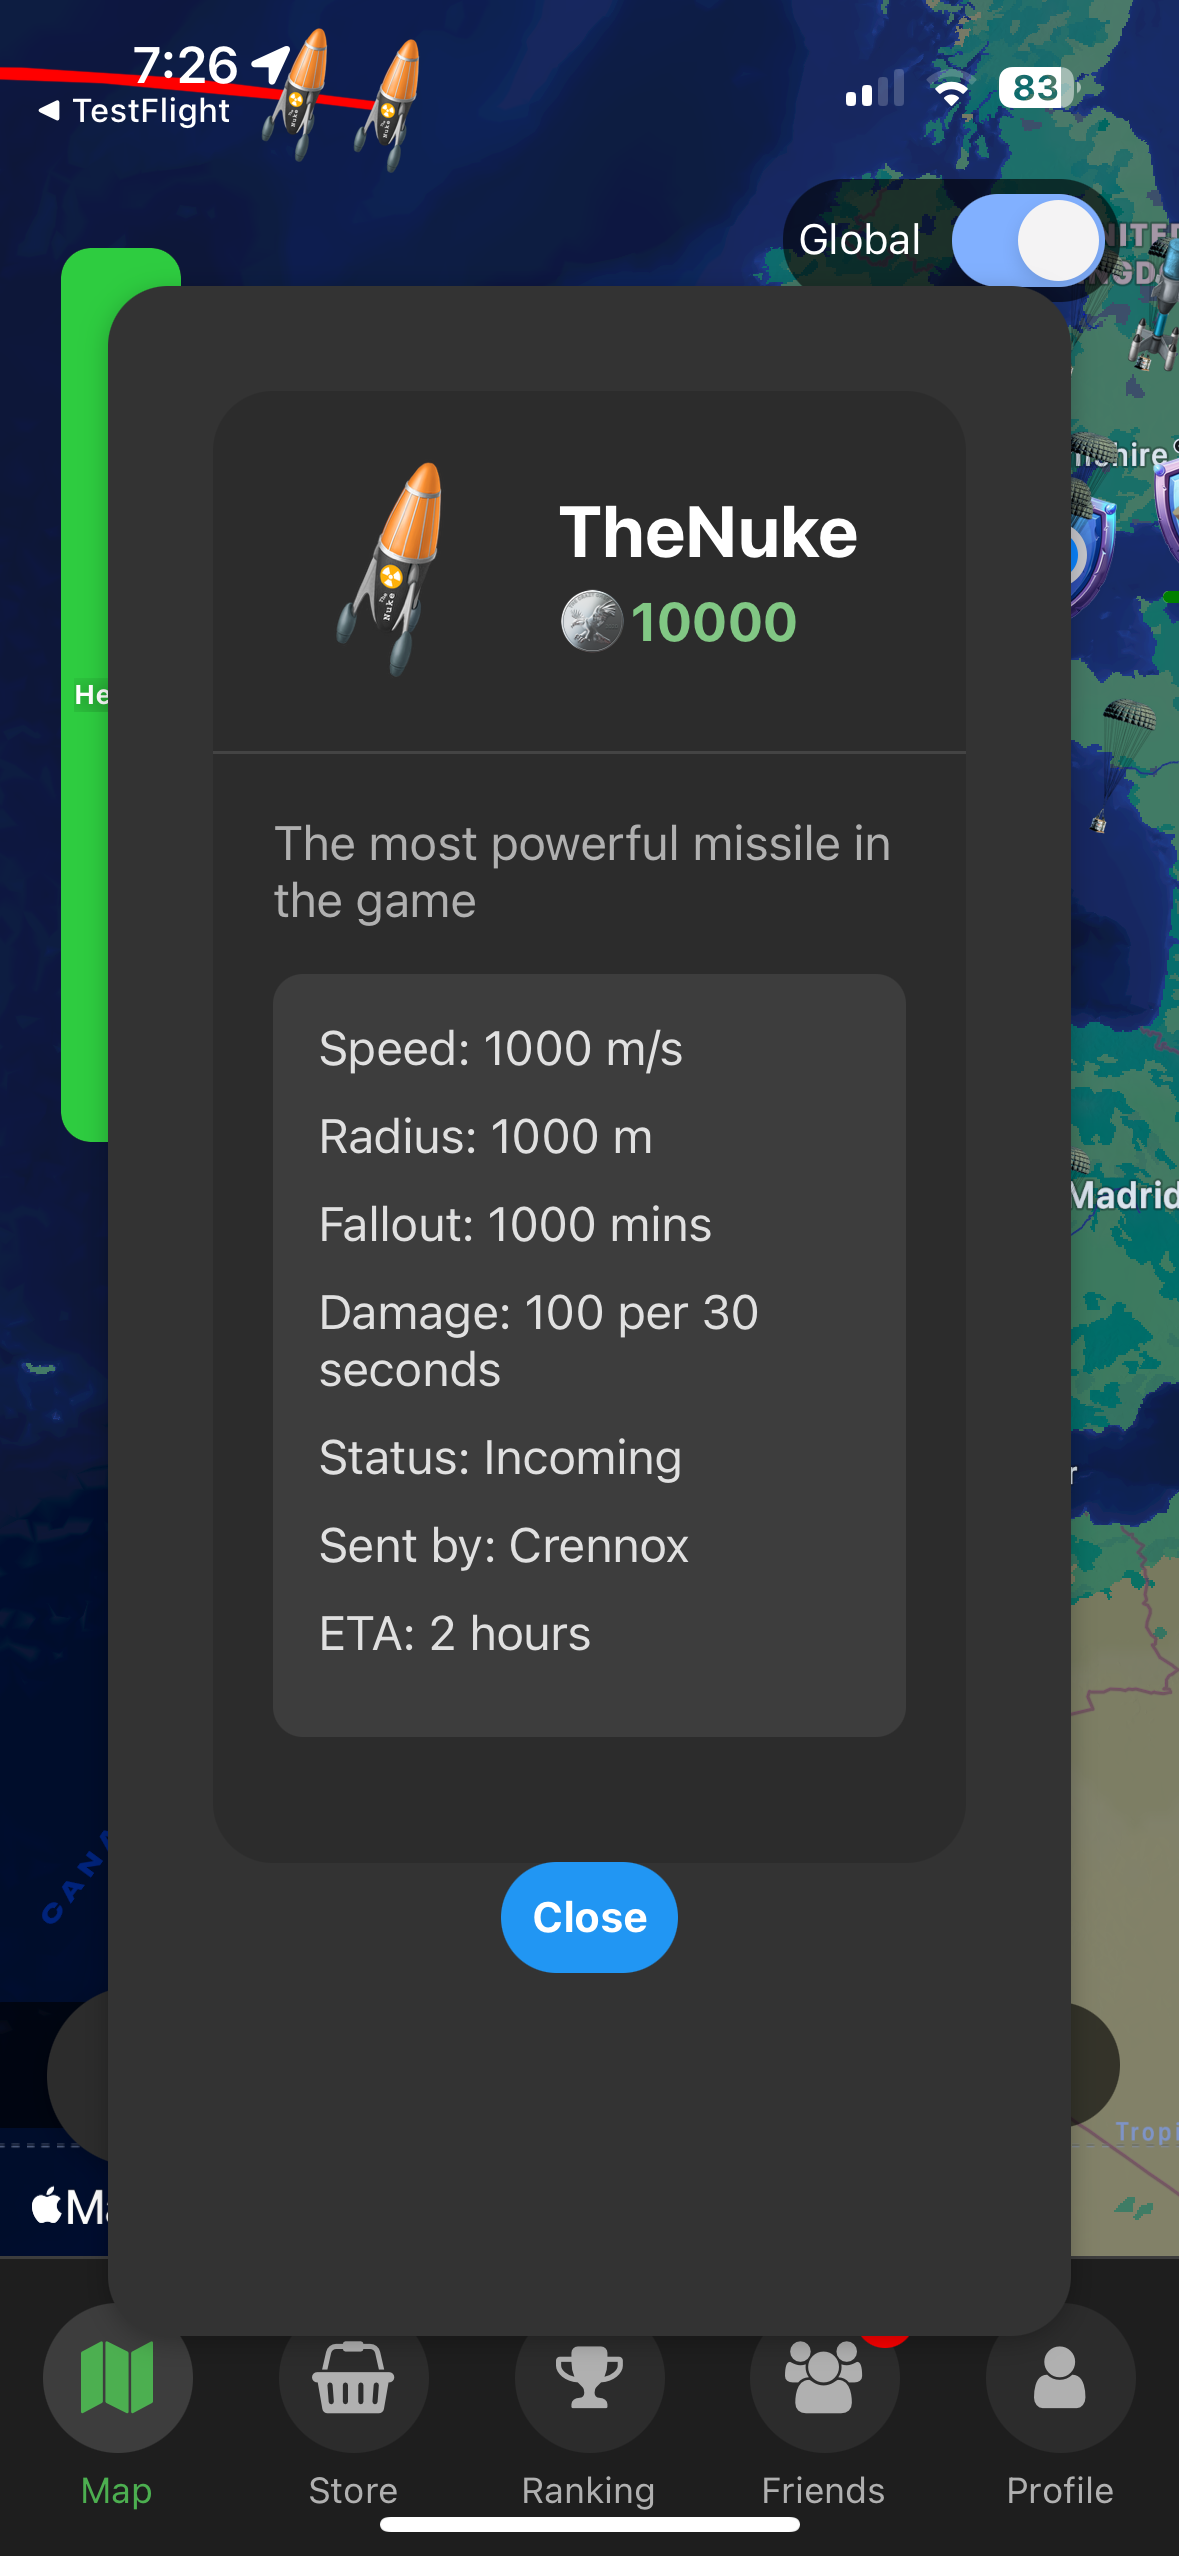 7:26
TestFlight
83
Global
TheNuke
10000
The most powerful missile in
the game
Speed: 1000 m/s
Radius: 1000 m
Fallout: 1000 mins
Damage: 100 per 30
seconds
Status: Incoming
Sent by: Crennox
ETA: 2 hours
Close
He
Madrid
Map
Store
Ranking
Friends
Profile